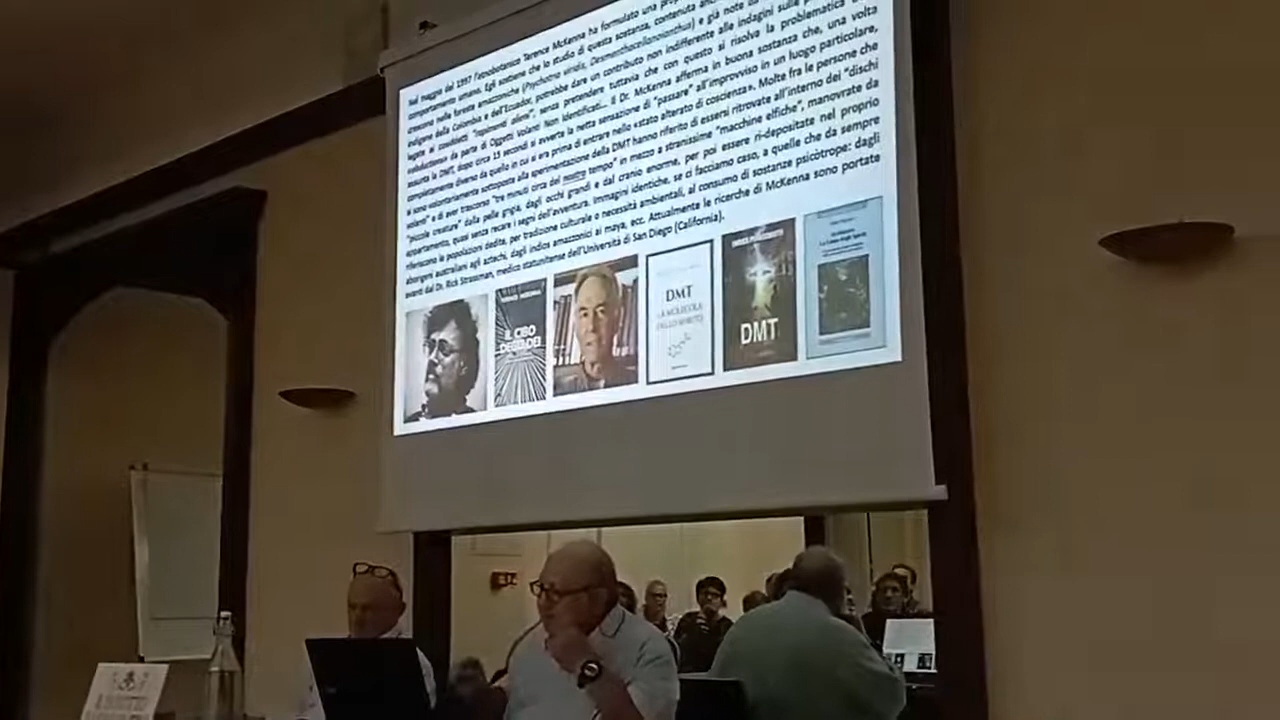 Nel maggio del 1997 l'etnobotanico Terence McKenna ha formulato una
comportamento umano. Egli sostiene che lo studio di questa sostanza, contenuta
crescono nelle foreste amazzoniche (Psychotria viridis, ) e già note
indigene della Colombia e dell'Ecuador, potrebbe dare un contributo non indifferente alle indagini sulle
legate ai cosiddetti "rapimenti alieni", senza pretendere tuttavia che con questo si risolva la problematica
da parte di Oggetti Volanti Non Identificati... Il Dr. McKenna afferma in buona sostanza che, una volta
assunta la DMT, dopo circa 15 secondi si avverte la netta sensazione di "passare" all'improvviso in un luogo particolare,
completamente diverso da quello in cui si era prima di entrare nello «stato alterato di coscienza». Molte fra le persone che
si sono volontariamente sottoposte alla sperimentazione della DMT hanno riferito di essersi ritrovate all'interno dei "dischi
volanti" e di aver trascorso "tre minuti circa del nostro tempo" in mezzo a stranissime "macchine elfiche", manovrate da
"piccole creature" dalla pelle grigia, dagli occhi grandi e dal cranio enorme, per poi essere ri-depositate nel proprio
appartamento, quasi senza recare i segni dell'avventura. Immagini identiche, se ci facciamo caso, a quelle che da sempre
riferiscono le popolazioni dedite, per tradizione culturale o necessità ambientali, al consumo di sostanze psicotrope: dagli
aborigeni australiani agli aztechi, dagli indios amazzonici ai maya, ecc. Attualmente le ricerche di McKenna sono portate
avanti dal Dr. Rick Strassman, medico statunitense dell'Università di San Diego (California).
IL CIBO
DEGLI DEI
DMT
LA MOLECOLA
DELLO SPIRITO
DMT